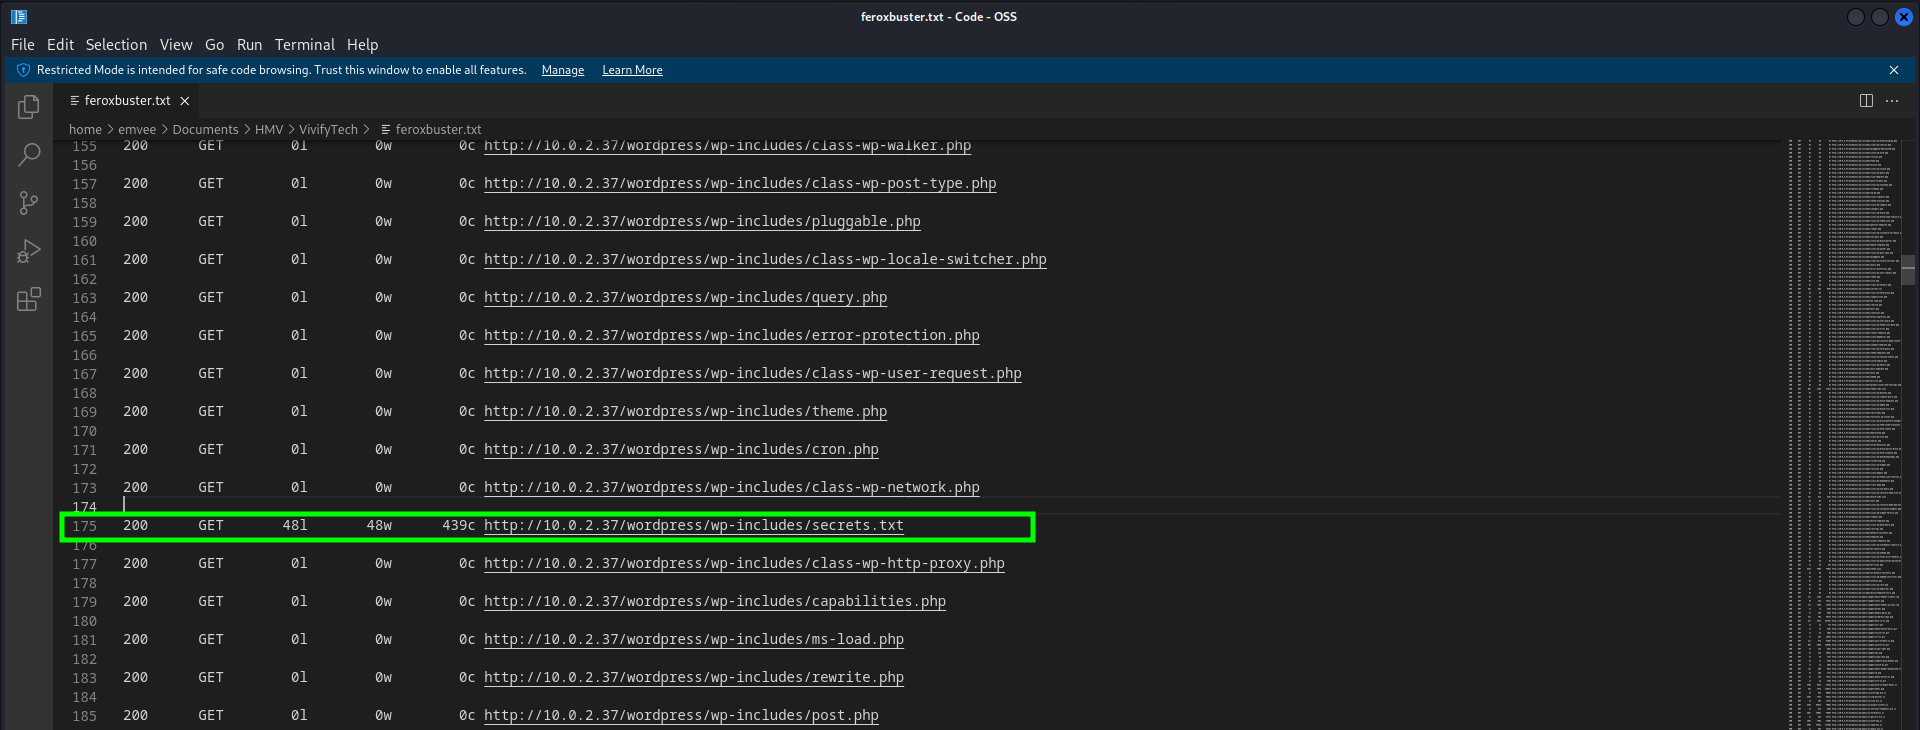 feroxbuster.txt - Code - OSS
File Edit Selection View Go Run Terminal Help
Restricted Mode is intended for safe code browsing. Trust this window to enable all features. Manage Learn More
feroxbuster.txt
home > emvee > Documents > HMV > VivifyTech > feroxbuster.txt
155 200 GET 0l 0w 0c http://10.0.2.37/wordpress/wp-includes/class-wp-walker.php
156
157 200 GET 0l 0w 0c http://10.0.2.37/wordpress/wp-includes/class-wp-post-type.php
158
159 200 GET 0l 0w 0c http://10.0.2.37/wordpress/wp-includes/pluggable.php
160
161 200 GET 0l 0w 0c http://10.0.2.37/wordpress/wp-includes/class-wp-locale-switcher.php
162
163 200 GET 0l 0w 0c http://10.0.2.37/wordpress/wp-includes/query.php
164
165 200 GET 0l 0w 0c http://10.0.2.37/wordpress/wp-includes/error-protection.php
166
167 200 GET 0l 0w 0c http://10.0.2.37/wordpress/wp-includes/class-wp-user-request.php
168
169 200 GET 0l 0w 0c http://10.0.2.37/wordpress/wp-includes/theme.php
170
171 200 GET 0l 0w 0c http://10.0.2.37/wordpress/wp-includes/cron.php
172
173 200 GET 0l 0w 0c http://10.0.2.37/wordpress/wp-includes/class-wp-network.php
174
175 200 GET 48l 48w 439c http://10.0.2.37/wordpress/wp-includes/secrets.txt
176
177 200 GET 0l 0w 0c http://10.0.2.37/wordpress/wp-includes/class-wp-http-proxy.php
178
179 200 GET 0l 0w 0c http://10.0.2.37/wordpress/wp-includes/capabilities.php
180
181 200 GET 0l 0w 0c http://10.0.2.37/wordpress/wp-includes/ms-load.php
182
183 200 GET 0l 0w 0c http://10.0.2.37/wordpress/wp-includes/rewrite.php
184
185 200 GET 0l 0w 0c http://10.0.2.37/wordpress/wp-includes/post.php